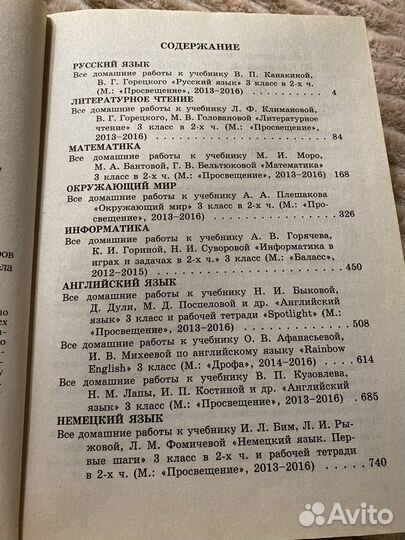 СОДЕРЖАНИЕ
РУССКИЙ ЯЗЫК
Все домашние работы к учебнику В. П. Канакиной,
В. Г. Горецкого «Русский язык» 3 класс в 2-х ч.
(М.: «Просвещение», 2013–2016) 4
ЛИТЕРАТУРНОЕ ЧТЕНИЕ
Все домашние работы к учебнику Л. Ф. Климановой,
В. Г. Горецкого, М. В. Головановой «Литературное
чтение» 3 класс в 2-х ч. (М.: «Просвещение»,
2013–2016) 84
МАТЕМАТИКА
Все домашние работы к учебнику М. И. Моро,
М. А. Бантовой, Г. В. Бельтюковой «Математика»
3 класс в 2-х ч. (М.: «Просвещение», 2013–2016) 168
ОКРУЖАЮЩИЙ МИР
Все домашние работы к учебнику А. А. Плешакова
«Окружающий мир» 3 класс в 2-х ч. (М.: «Про-
свещение», 2013–2016) 326
ИНФОРМАТИКА
Все домашние работы к учебнику А. В. Горячева,
К. И. Гориной, Н. И. Суворовой «Информатика в
играх и задачах в 2-х ч.» 3 класс (М.: «Баласс»,
2012–2015) 450
АНГЛИЙСКИЙ ЯЗЫК
Все домашние работы к учебнику Н. И. Быковой,
Д. Дули, М. Д. Поспеловой и др. «Английский
язык» 3 класс и рабочей тетради «Spotlight» (М.:
«Просвещение», 2013–2016) 508
Все домашние работы к учебнику О. В. Афанасьевой,
И. В. Михеевой по английскому языку «Rainbow
English» 3 класс (М.: «Дрофа», 2014–2016) 614
Все домашние работы к учебнику В. П. Кузовлева,
Н. М. Лапы, И. П. Костиной и др. «Английский
язык» 3 класс (М.: «Просвещение», 2013–2016) 685
НЕМЕЦКИЙ ЯЗЫК
Все домашние работы к учебнику И. Л. Бим, Л. И Ры-
жовой, Л. М. Фомичевой «Немецкий язык. Пер-
вые шаги» 3 класс в 2-х ч. и рабочей тетради
в 2-х ч. (М.: «Просвещение», 2013–2016) 740
Avito